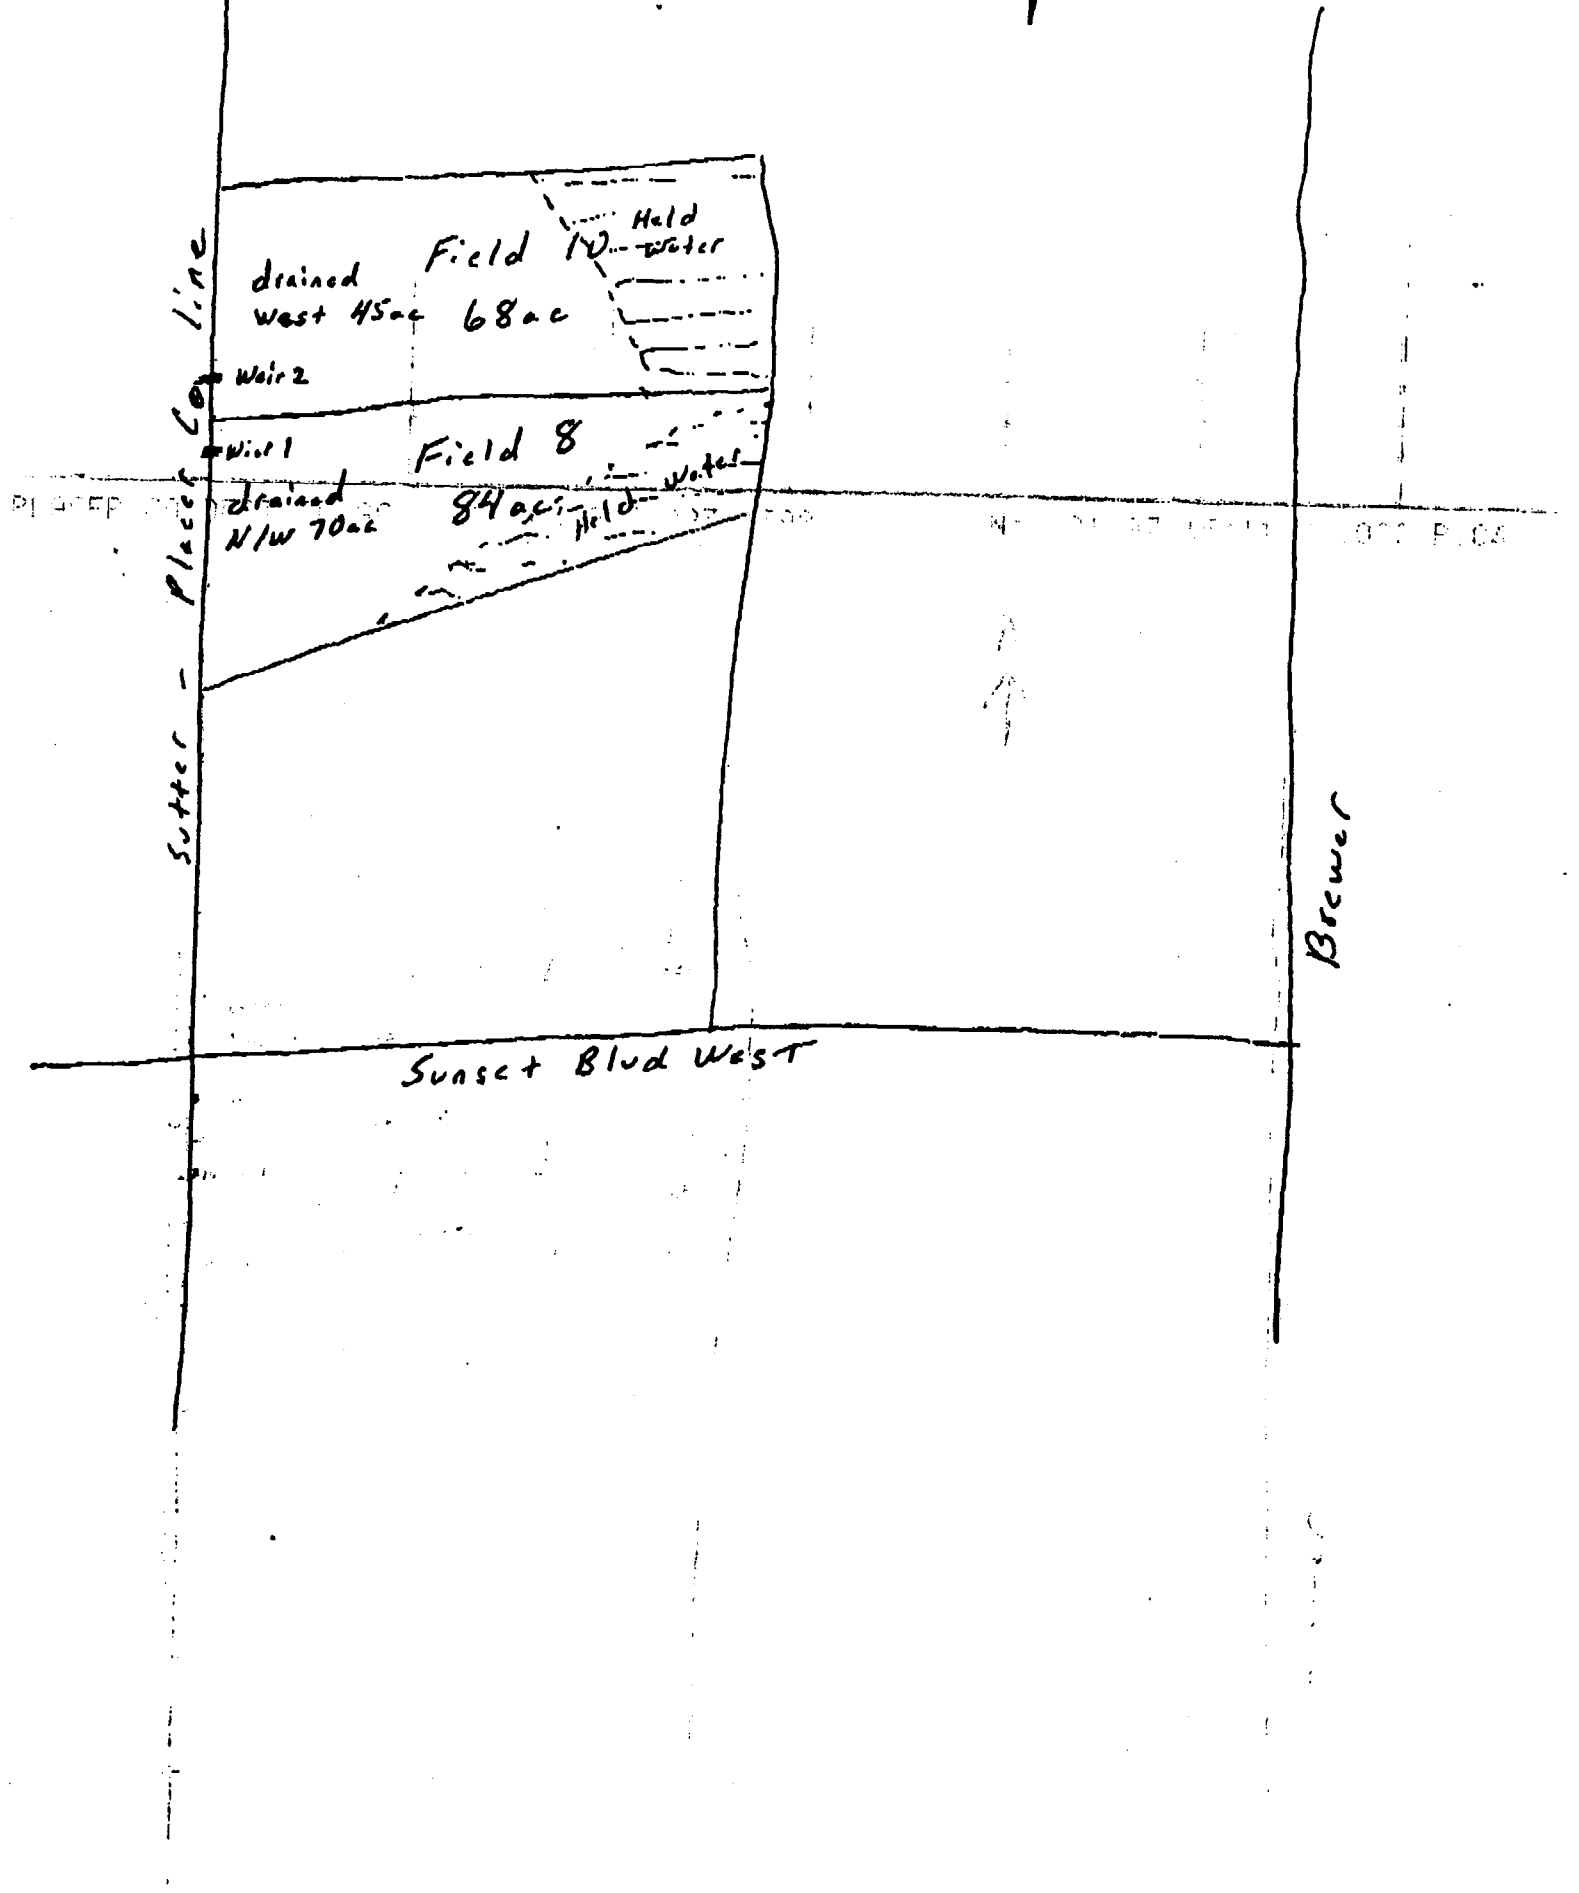 Held
Water
Field 10
drained
west 45ac
68ac
Weir 2
Weir 1
Field 8
drained
N/W 70ac
84ac
Held Water
Sutter - Placer Co line
Brewer
Sunset Blvd West